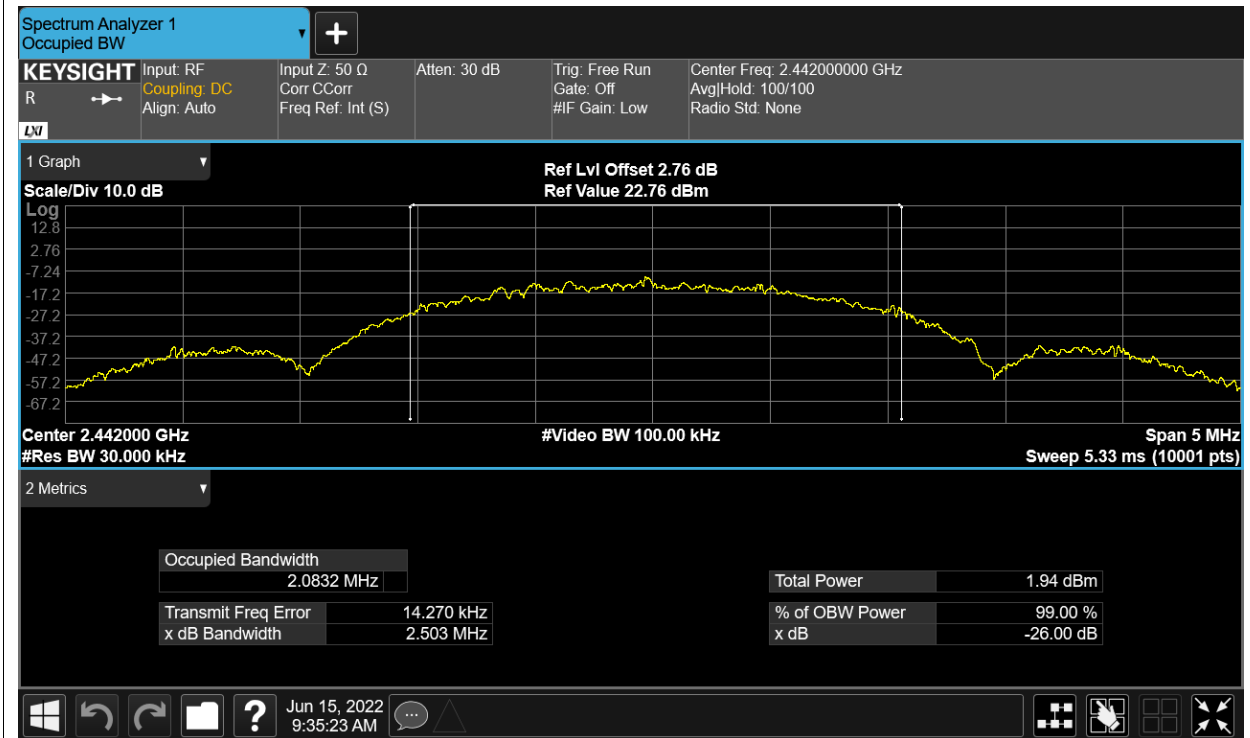 Spectrum Analyzer 1
Occupied BW
KEYSIGHT
R
LXI
Input: RF
Coupling: DC
Align: Auto
Input Z: 50 Ω
Corr CCorr
Freq Ref: Int (S)
Atten: 30 dB
Trig: Free Run
Gate: Off
#IF Gain: Low
Center Freq: 2.442000000 GHz
Avg|Hold: 100/100
Radio Std: None
1 Graph
Scale/Div 10.0 dB
Ref Lvl Offset 2.76 dB
Ref Value 22.76 dBm
Log
12.8
2.76
-7.24
-17.2
-27.2
-37.2
-47.2
-57.2
-67.2
Center 2.442000 GHz
#Video BW 100.00 kHz
Span 5 MHz
#Res BW 30.000 kHz
Sweep 5.33 ms (10001 pts)
2 Metrics
Occupied Bandwidth
2.0832 MHz
Total Power 1.94 dBm
Transmit Freq Error 14.270 kHz
% of OBW Power 99.00 %
x dB Bandwidth 2.503 MHz
x dB -26.00 dB
?
Jun 15, 2022
9:35:23 AM